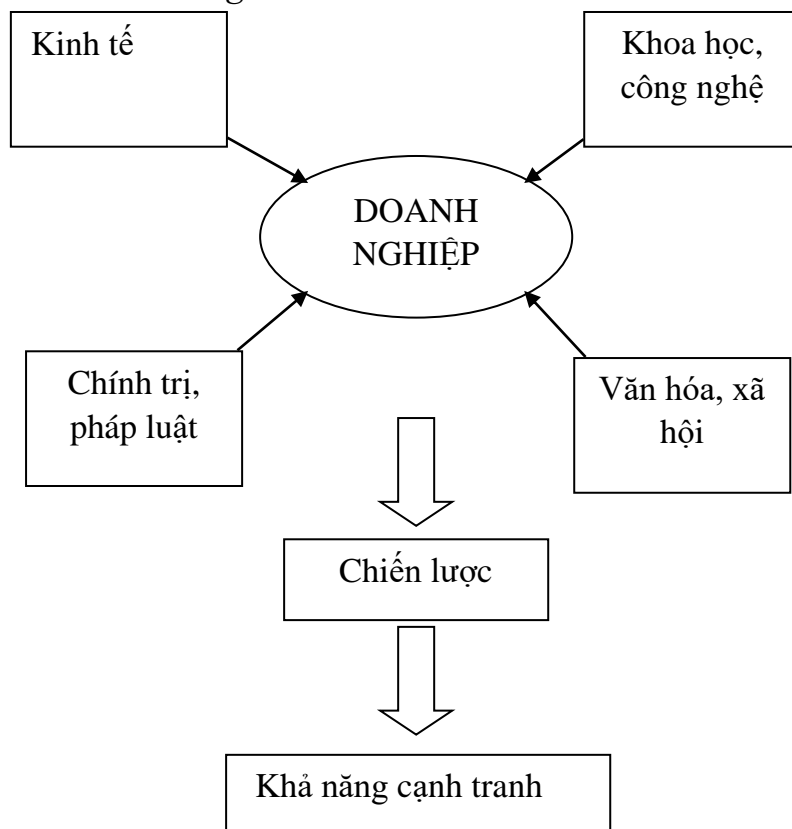 Kinh tế
Khoa học,
công nghệ
DOANH
NGHIỆP
Chính trị,
pháp luật
Văn hóa, xã
hội
Chiến lược
Khả năng cạnh tranh